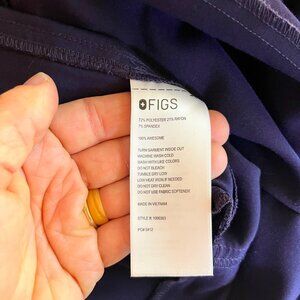 FIGS
72% POLYESTER 21% RAYON
7% SPANDEX
100% AWESOME
TURN GARMENT INSIDE OUT
MACHINE WASH COLD
WASH WITH LIKE COLORS
DO NOT BLEACH
TUMBLE DRY LOW
LOW HEAT IRON IF NEEDED
DO NOT DRY CLEAN
DO NOT USE FABRIC SOFTENER
MADE IN VIETNAM
STYLE #: